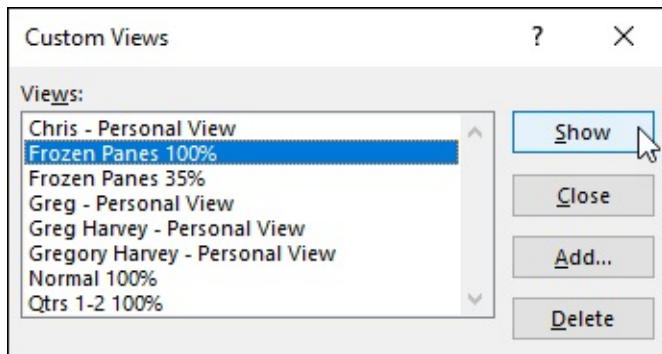 Custom Views
?
Views:
Chris - Personal View
Frozen Panes 100%
Frozen Panes 35%
Greg - Personal View
Greg Harvey - Personal View
Gregory Harvey - Personal View
Normal 100%
Qtrs 1-2 100%
Show
Close
Add...
Delete